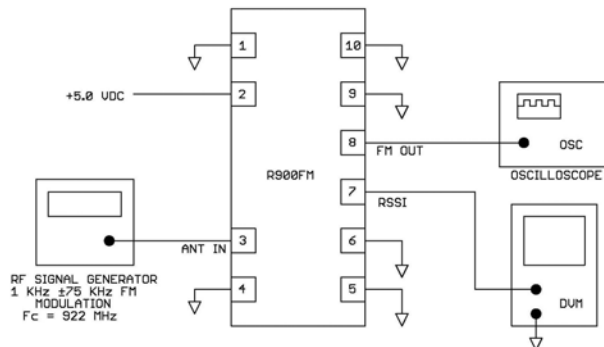 1
10
+5.0 VDC
2
9
8
FM OUT
OSC
OSCILLOSCOPE
R900FM
7
RSSI
ANT IN
3
6
4
5
DVM
RF SIGNAL GENERATOR
1 KHz ±75 KHz FM
MODULATION
Fc = 922 MHz